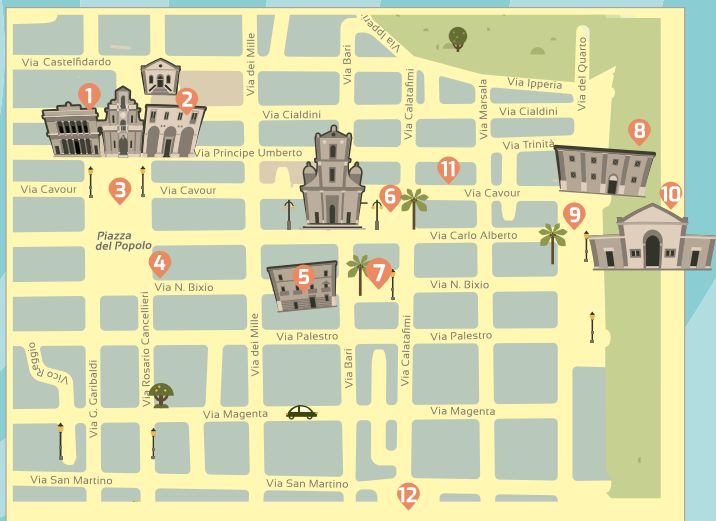 Via Ipperia
Via Castelfidardo
Via dei Mille
Via Bari
Via Calatafimi
Via Marsala
Via del Quarto
Via Ipperia
1
2
Via Cialdini
Via Cialdini
8
Via Principe Umberto
Via Trinità
11
Via Cavour
3
Via Cavour
6
Via Cavour
10
9
Piazza
del Popolo
Via Carlo Alberto
4
5
7
Via N. Bixio
Via N. Bixio
Via Rosario Cancellieri
Via dei Mille
Via Palestro
Via Bari
Via Calatafimi
Via Palestro
Vico Reggio
Via G. Garibaldi
Via Magenta
Via Magenta
Via San Martino
Via San Martino
12